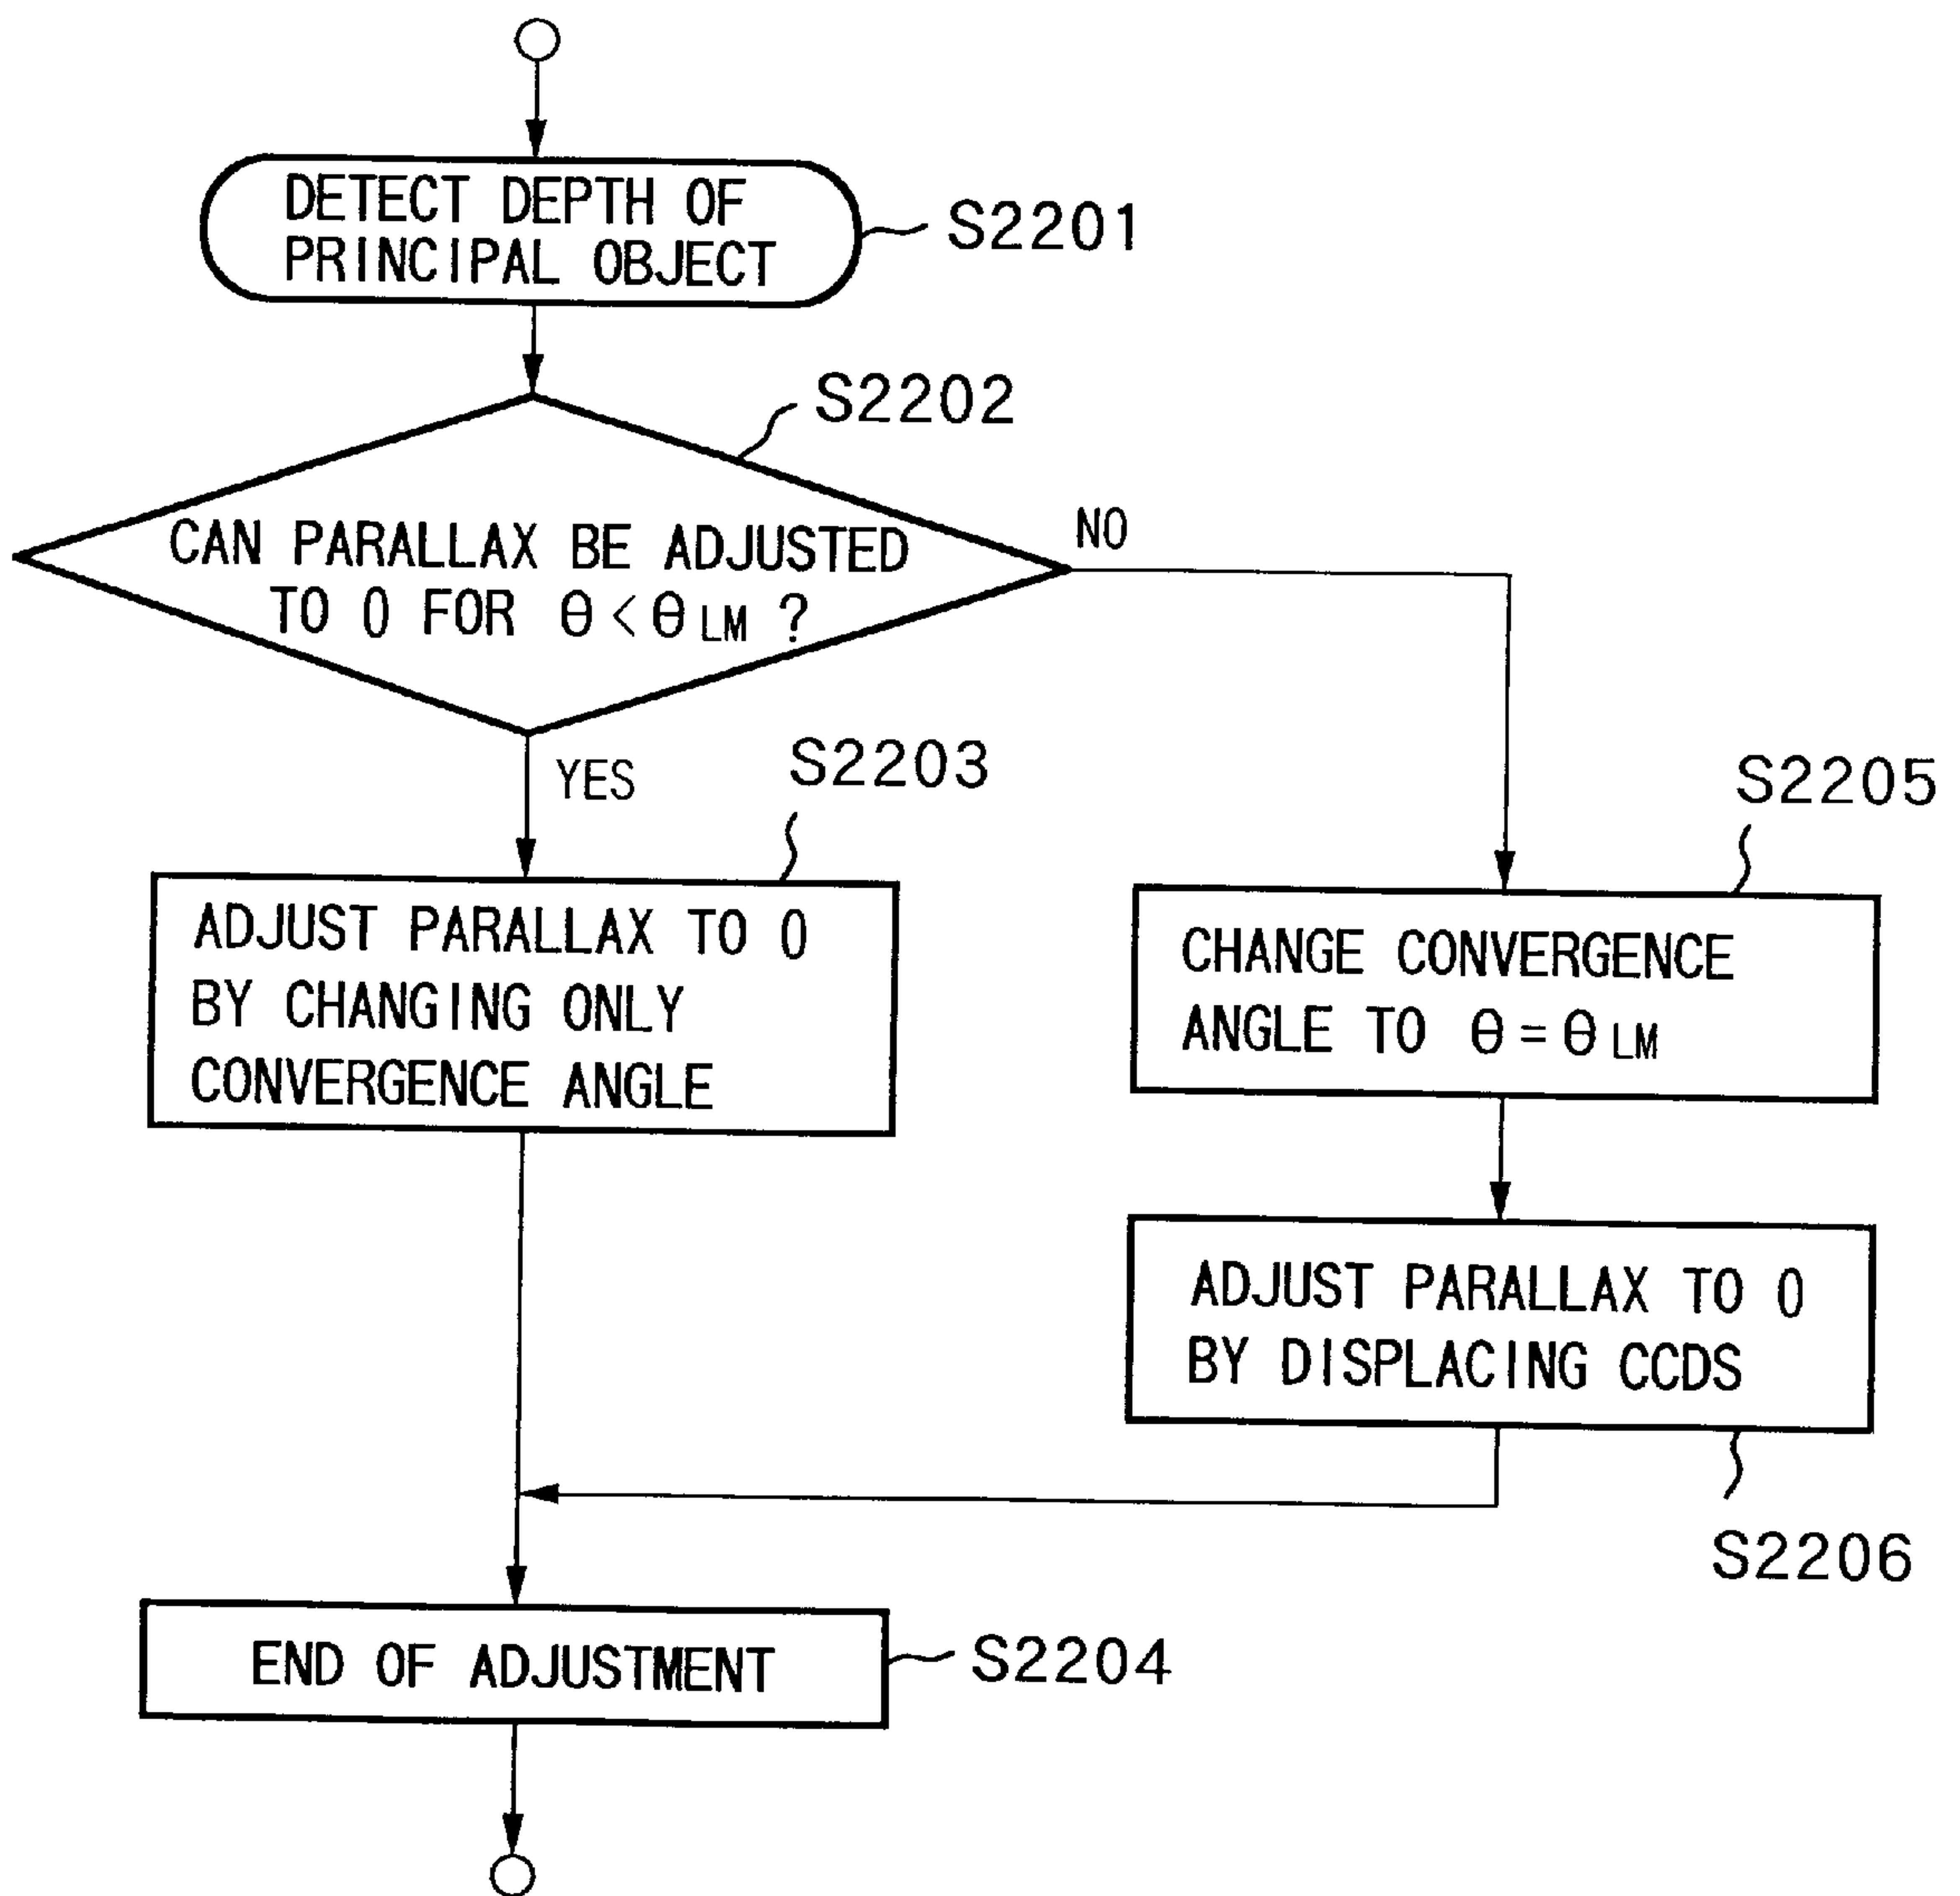 DETECT DEPTH OF
PRINCIPAL OBJECT
S2201
S2202
CAN PARALLAX BE ADJUSTED
TO 0 FOR θ < θLM ?
NO
YES
S2203
ADJUST PARALLAX TO 0
BY CHANGING ONLY
CONVERGENCE ANGLE
S2205
CHANGE CONVERGENCE
ANGLE TO θ = θLM
ADJUST PARALLAX TO 0
BY DISPLACING CCDS
S2206
END OF ADJUSTMENT
S2204